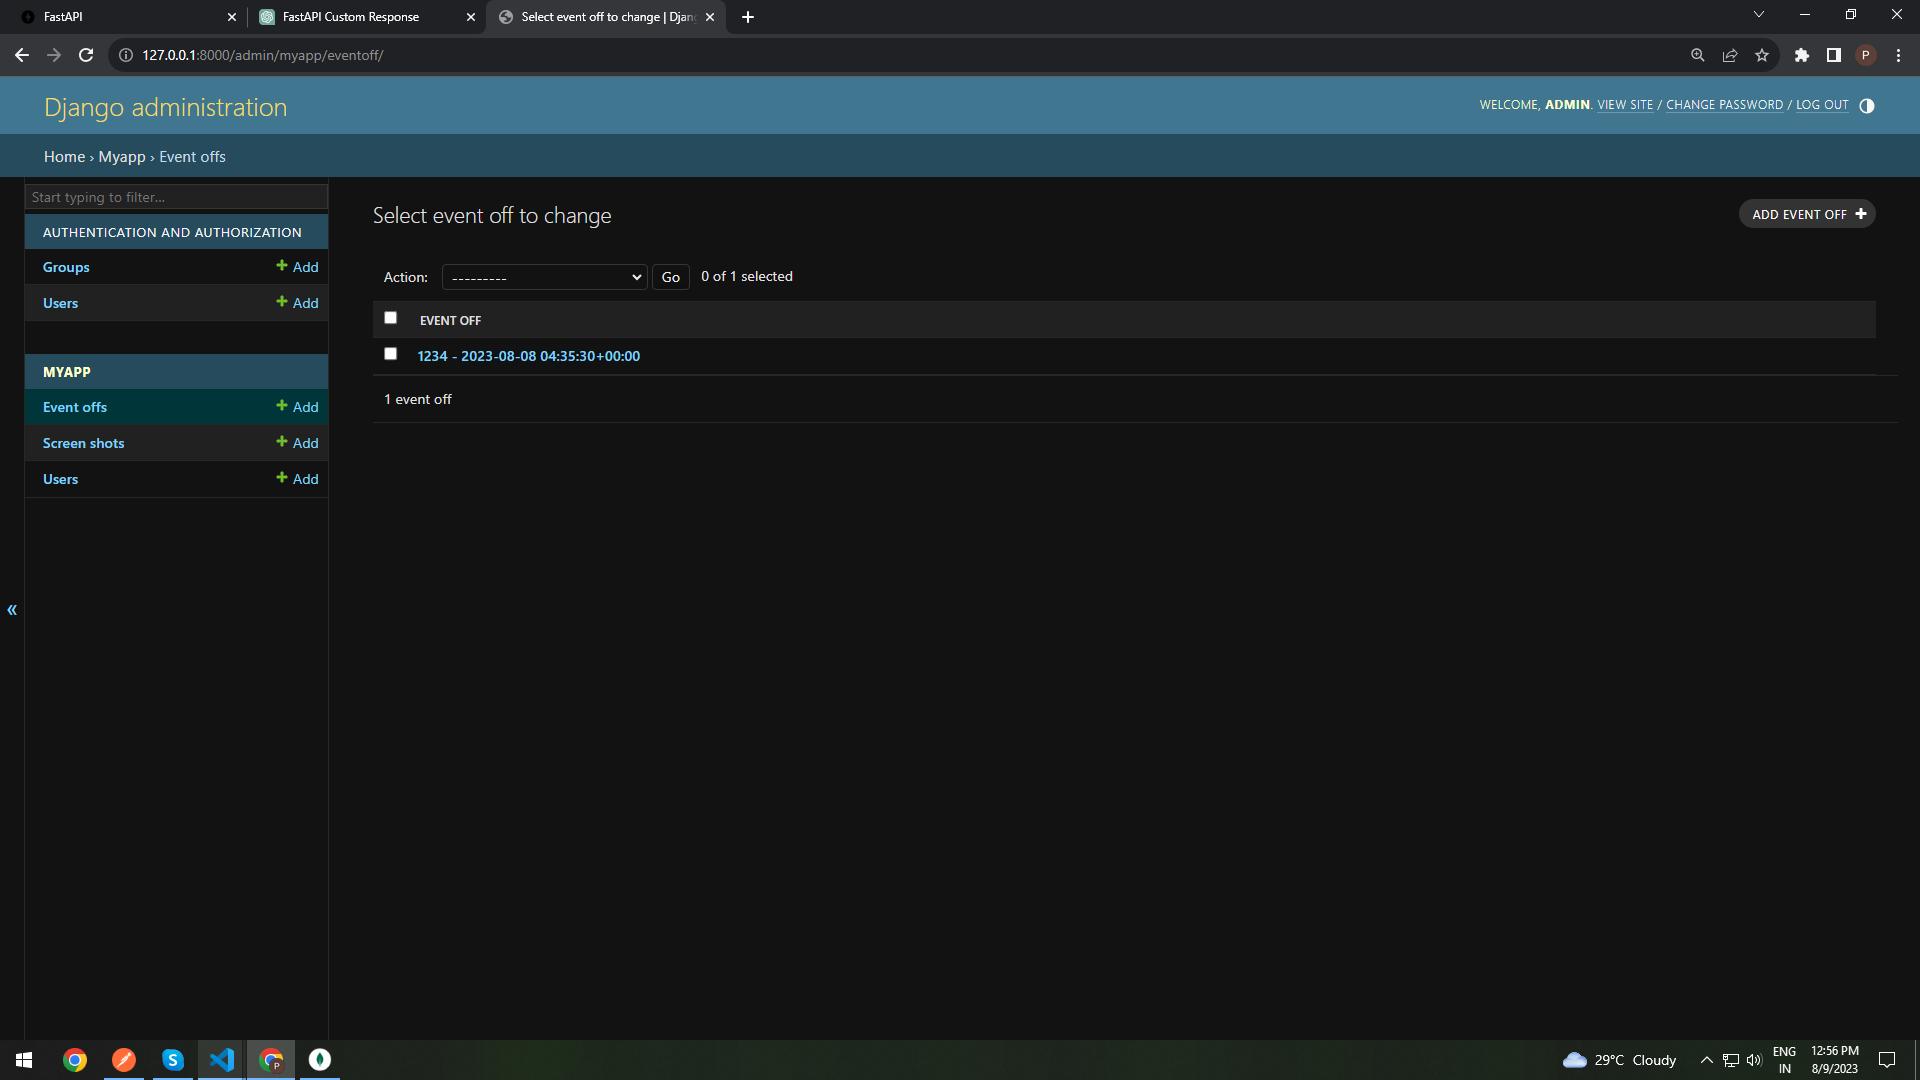 FastAPI
FastAPI Custom Response
Select event off to change | Djan
127.0.0.1:8000/admin/myapp/eventoff/
P
Django administration
WELCOME, ADMIN. VIEW SITE / CHANGE PASSWORD / LOG OUT
Home › Myapp › Event offs
Start typing to filter...
AUTHENTICATION AND AUTHORIZATION
Groups + Add
Users + Add
MYAPP
Event offs + Add
Screen shots + Add
Users + Add
«
Select event off to change
ADD EVENT OFF +
Action: --------- Go 0 of 1 selected
EVENT OFF
1234 - 2023-08-08 04:35:30+00:00
1 event off
S
P
29°C Cloudy
ENG
IN
12:56 PM
8/9/2023